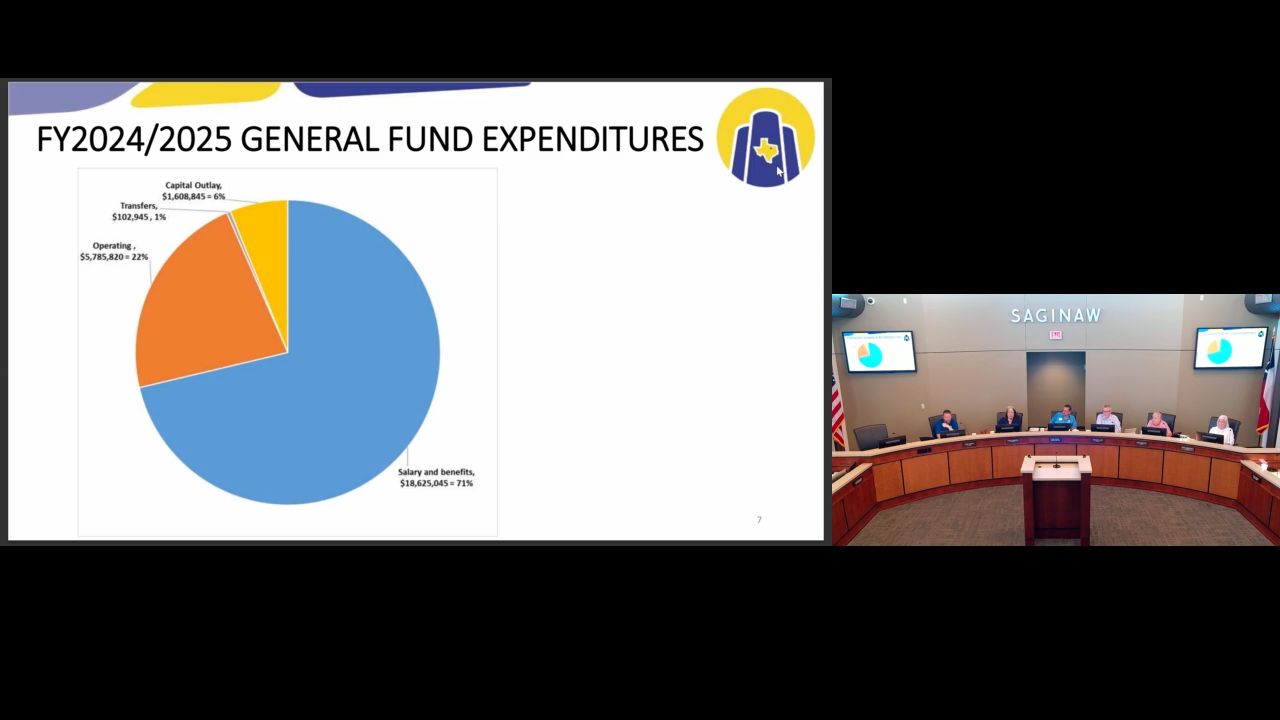 FY2024/2025 GENERAL FUND EXPENDITURES
Capital Outlay,
$1,608,845 = 6%
Transfers,
$102,945 , 1%
Operating ,
$5,785,820 = 22%
Salary and benefits,
$18,625,045 = 71%
7
SAGINAW